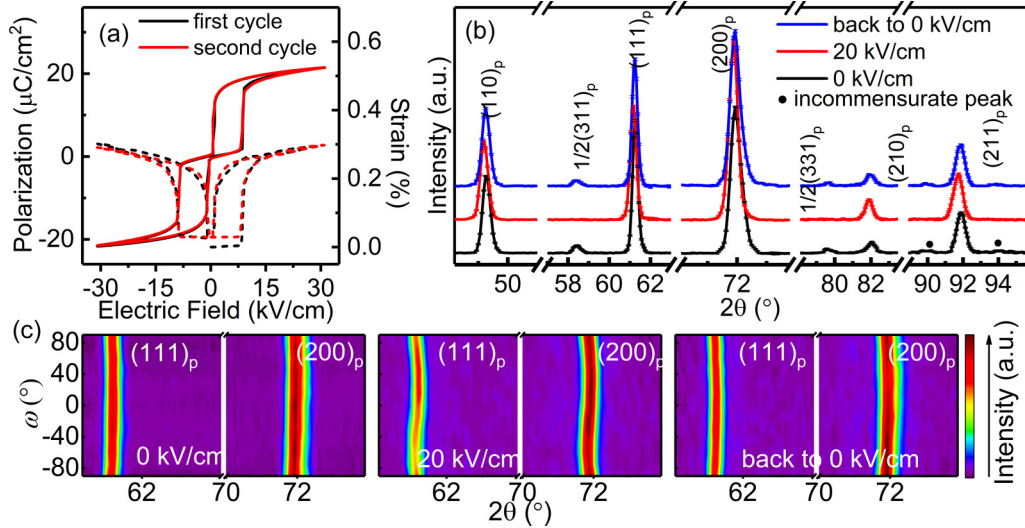 (a)
first cycle
second cycle
Polarization (μC/cm²)
20
0
-20
0.6
0.4
0.2
0.0
Strain (%)
-30 -15 0 15 30
Electric Field (kV/cm)
(b)
back to 0 kV/cm
20 kV/cm
0 kV/cm
incommensurate peak
Intensity (a.u.)
(110)p
1/2(311)p
(111)p
(200)p
1/2(331)p
(210)p
(211)p
50 58 60 62 72 80 82 90 92 94
2θ (°)
(c)
ω (°)
80
40
0
-40
-80
(111)p (200)p
0 kV/cm
62 70 72
(111)p (200)p
20 kV/cm
62 70 72
(111)p (200)p
back to 0 kV/cm
62 70 72
2θ (°)
Intensity (a.u.)